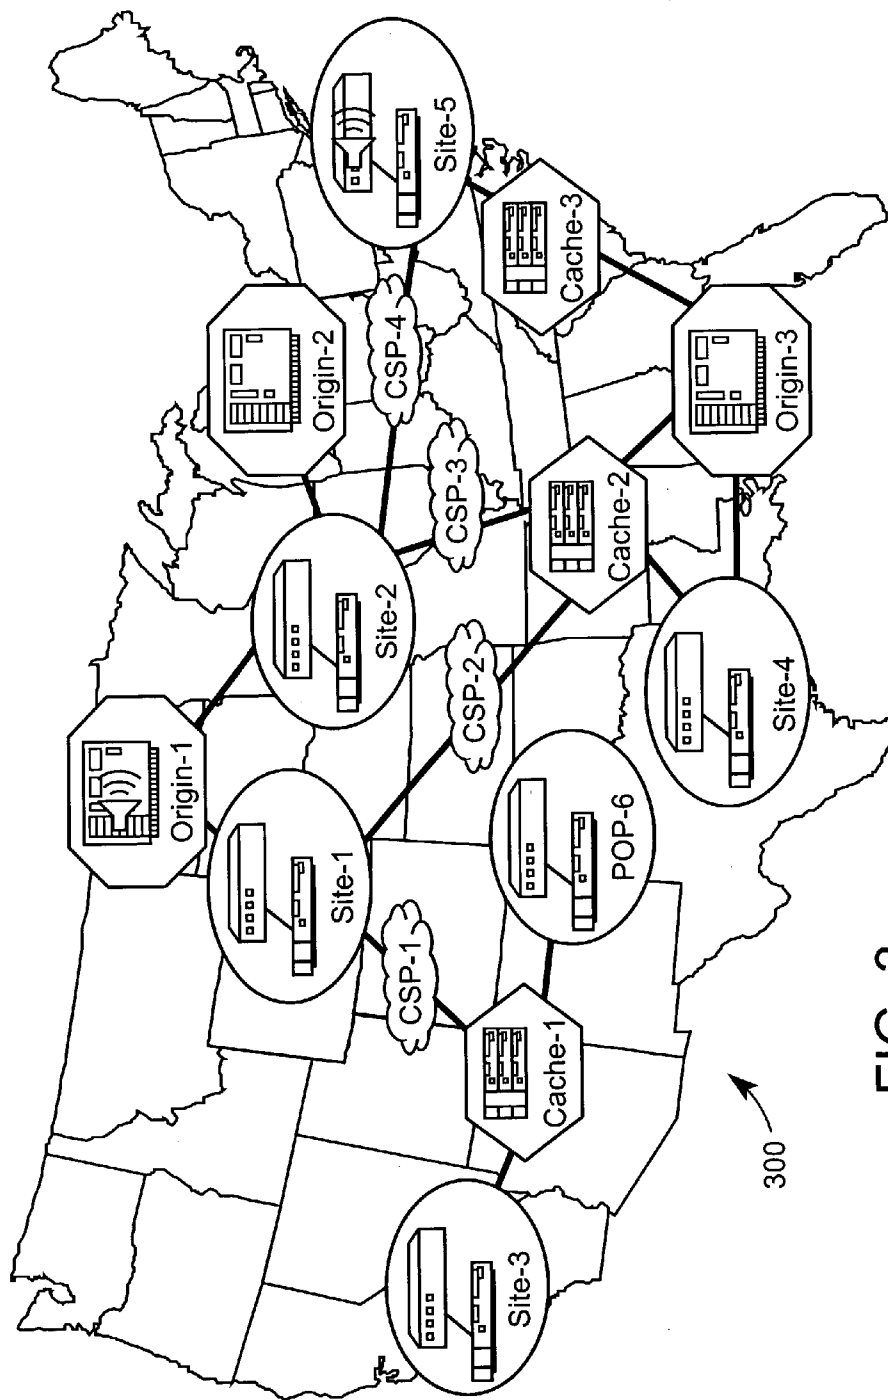 Origin-1
Origin-2
Site-1
Site-2
CSP-4
Site-5
CSP-1
CSP-3
Site-3
CSP-2
Cache-3
Cache-1
POP-6
Cache-2
Site-4
Origin-3
300
FIG.